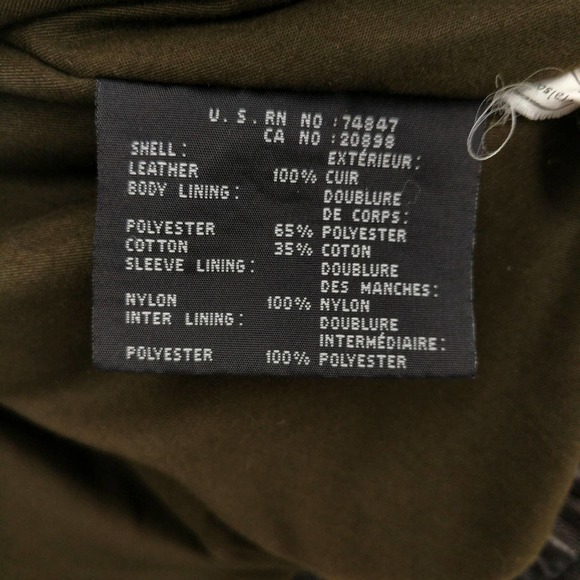 U.S.RN NO :74847
CA NO :20898
SHELL: EXTÉRIEUR:
LEATHER 100% CUIR
BODY LINING: DOUBLURE
DE CORPS:
POLYESTER 65% POLYESTER
COTTON 35% COTON
SLEEVE LINING: DOUBLURE
DES MANCHES:
NYLON 100% NYLON
INTER LINING: DOUBLURE
INTERMÉDIAIRE:
POLYESTER 100% POLYESTER